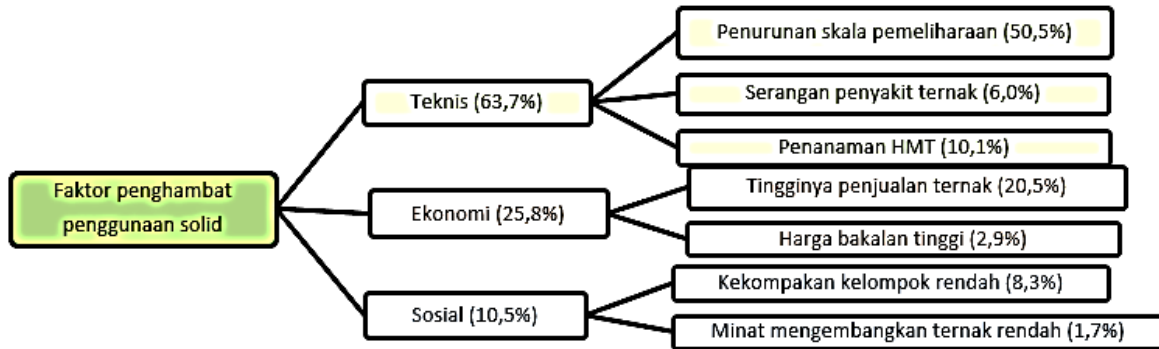 Faktor penghambat
penggunaan solid
Teknis (63,7%)
Penurunan skala pemeliharaan (50,5%)
Serangan penyakit ternak (6,0%)
Penanaman HMT (10,1%)
Ekonomi (25,8%)
Tingginya penjualan ternak (20,5%)
Harga bakalan tinggi (2,9%)
Sosial (10,5%)
Kekompakan kelompok rendah (8,3%)
Minat mengembangkan ternak rendah (1,7%)